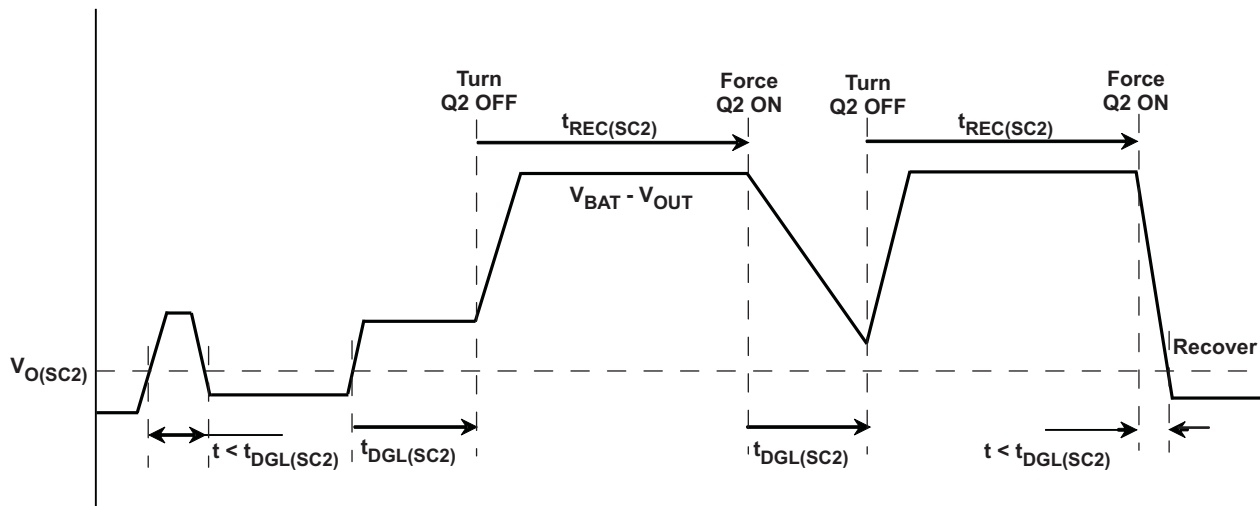 Turn
Q2 OFF
Force
Q2 ON
Turn
Q2 OFF
Force
Q2 ON
tREC(SC2)
tREC(SC2)
VBAT - VOUT
VO(SC2)
Recover
t < tDGL(SC2)
tDGL(SC2)
tDGL(SC2)
t < tDGL(SC2)